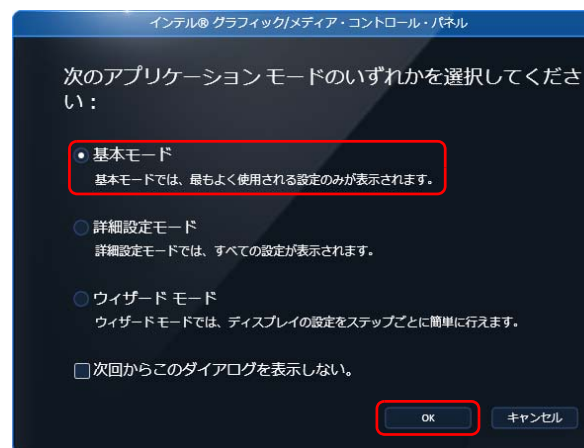 インテル® グラフィック/メディア・コントロール・パネル
次のアプリケーション モードのいずれかを選択してくださ
い：
基本モード
基本モードでは、最もよく使用される設定のみが表示されます。
詳細設定モード
詳細設定モードでは、すべての設定が表示されます。
ウィザード モード
ウィザード モードでは、ディスプレイの設定をステップごとに簡単に行えます。
次回からこのダイアログを表示しない。
OK
キャンセル